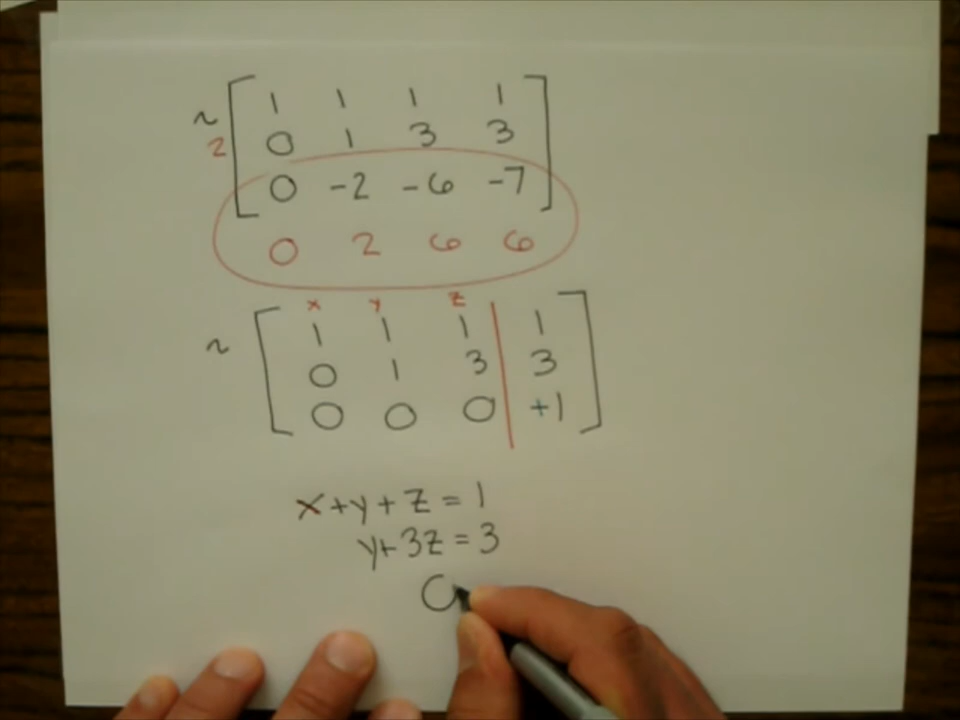 ~ 1 1 1 1
2 0 1 3 3
0 -2 -6 -7
0 2 6 6
x y z
~ 1 1 1 1
0 1 3 3
0 0 0 +1
x+y+z=1
y+3z=3
0